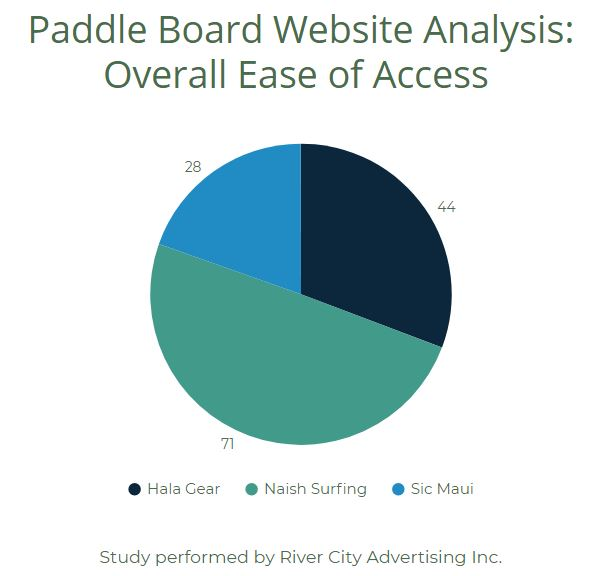 Paddle Board Website Analysis:
Overall Ease of Access
28
44
71
Hala Gear Naish Surfing Sic Maui
Study performed by River City Advertising Inc.